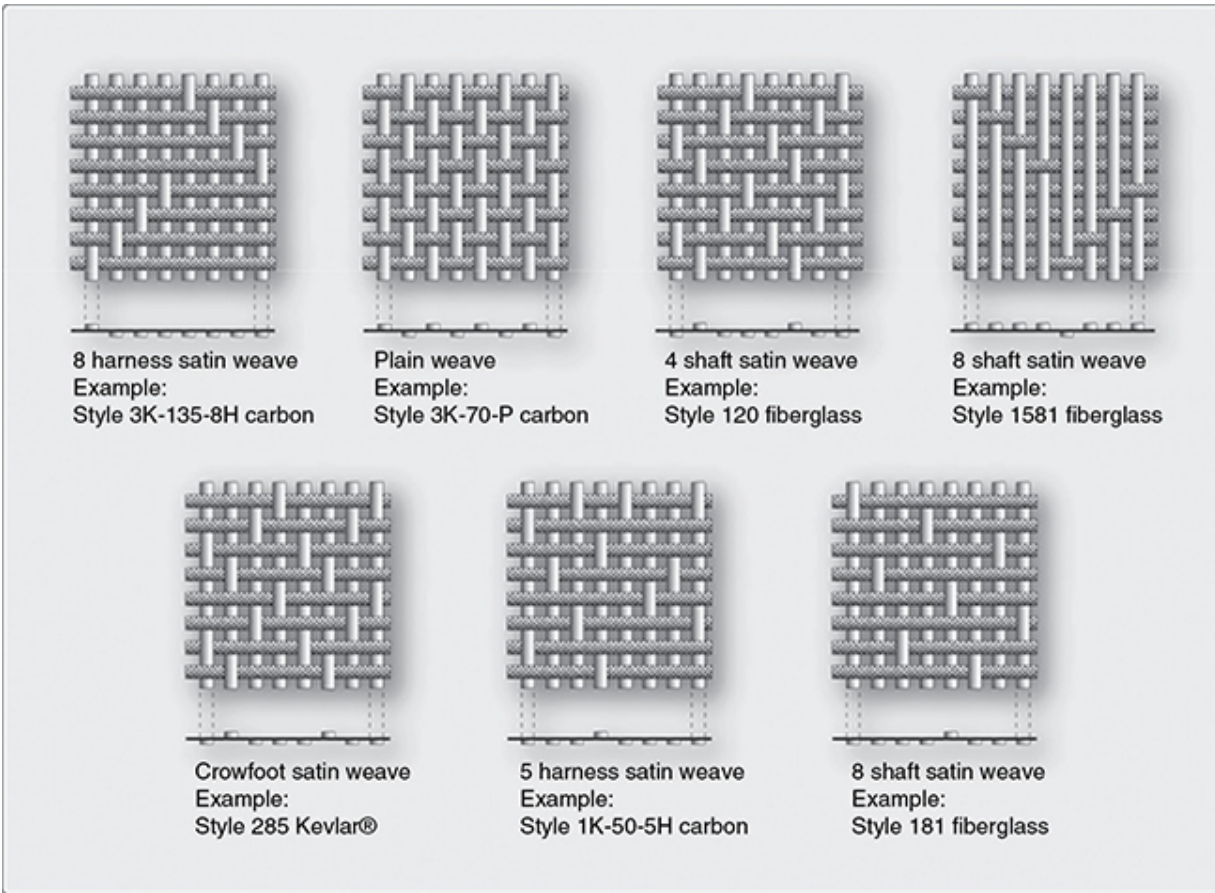 8 harness satin weave
Example:
Style 3K-135-8H carbon
Plain weave
Example:
Style 3K-70-P carbon
4 shaft satin weave
Example:
Style 120 fiberglass
8 shaft satin weave
Example:
Style 1581 fiberglass
Crowfoot satin weave
Example:
Style 285 Kevlar®
5 harness satin weave
Example:
Style 1K-50-5H carbon
8 shaft satin weave
Example:
Style 181 fiberglass